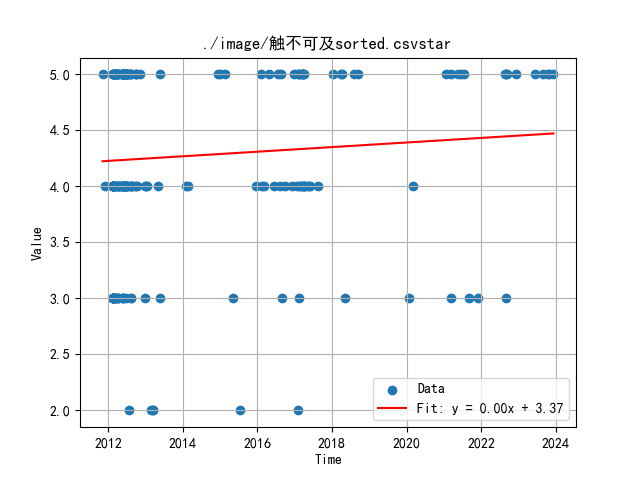 ./image/触不可及sorted.csvstar
5.0
4.5
4.0
3.5
3.0
2.5
2.0
Value
2012 2014 2016 2018 2020 2022 2024
Time
Data
Fit: y = 0.00x + 3.37